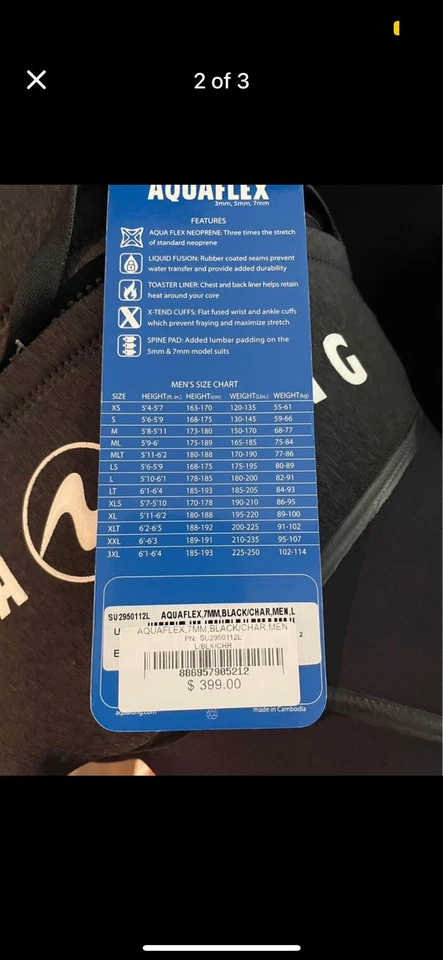 2 of 3
AQUAFLEX
3mm, 5mm, 7mm
FEATURES
AQUA FLEX NEOPRENE: Three times the stretch
of standard neoprene
LIQUID FUSION: Rubber coated seams prevent
water transfer and provide added durability
TOASTER LINER: Chest and back liner helps retain
heat around your core
X-TEND CUFFS: Flat fused wrist and ankle cuffs
which prevent fraying and maximize stretch
SPINE PAD: Added lumbar padding on the
5mm & 7mm model suits
G
MEN'S SIZE CHART
SIZE HEIGHT(ft. in.) HEIGHT(cm) WEIGHT(Lbs.) WEIGHT(kg)
XS 5'4-5'7 163-170 120-135 55-61
S 5'6-5'9 168-175 130-145 59-66
M 5'8-5'11 173-180 150-170 68-77
ML 5'9-6' 175-189 165-185 75-84
MLT 5'11-6'2 180-188 170-190 77-86
LS 5'6-5'9 168-175 175-195 80-89
L 5'10-6'1 178-185 180-200 82-91
LT 6'1-6'4 185-193 185-205 84-93
XLS 5'7-5'10 170-178 190-210 86-95
XL 5'11-6'2 180-188 195-220 89-100
XLT 6'2-6'5 188-192 200-225 91-102
XXL 6'-6'3 189-191 210-235 95-107
3XL 6'1-6'4 185-193 225-250 102-114
A
SU2950112L AQUAFLEX,7MM,BLACK/CHAR,MEN,L
U
AQUAFLEX,7MM,BLACK/CHAR,MEN
PN: SU2950112L
2
L/BLK/CHR
E
886957905212
$ 399.00
aqualung.com
made in Cambodia